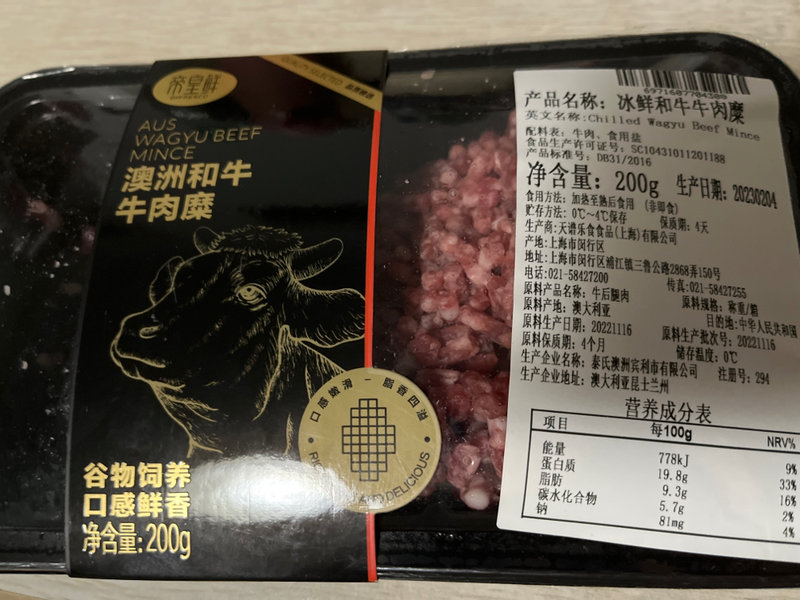 帝皇鲜
QUALITY SELECTED
AUS
WAGYU BEEF
MINCE
澳洲和牛
牛肉糜
口感嫩滑 - 脂香四溢
DELICIOUS
谷物饲养
口感鲜香
净含量:200g
6971607704309
产品名称: 冰鲜和牛牛肉糜
英文名称:Chilled Wagyu Beef Mince
配料表: 牛肉、食用盐
食品生产许可证号: SC10431011201188
产品标准号: DB31/2016
净含量: 200g 生产日期: 20230204
食用方法: 加热至熟后食用 (非即食)
贮存方法: 0℃~4℃保存 保质期: 4天
生产商:天谱乐食食品(上海)有限公司
产地:上海市闵行区
地址:上海市闵行区浦江镇三鲁公路2868弄150号
电话:021-58427200 传真:021-58427255
原料产品名称: 牛后腿肉 原料规格: 称重/箱
原料产地: 澳大利亚 目的地:中华人民共和国
原料生产日期: 20221116 原料生产批次号: 20221116
原料保质期: 4个月 储存温度: 0℃
生产企业名称: 泰氏澳洲宾利市有限公司 注册号: 294
生产企业地址: 澳大利亚昆士兰州
营养成分表
项目 每100g NRV%
能量 778kJ 9%
蛋白质 19.8g 33%
脂肪 9.3g 16%
碳水化合物 5.7g 2%
钠 81mg 4%